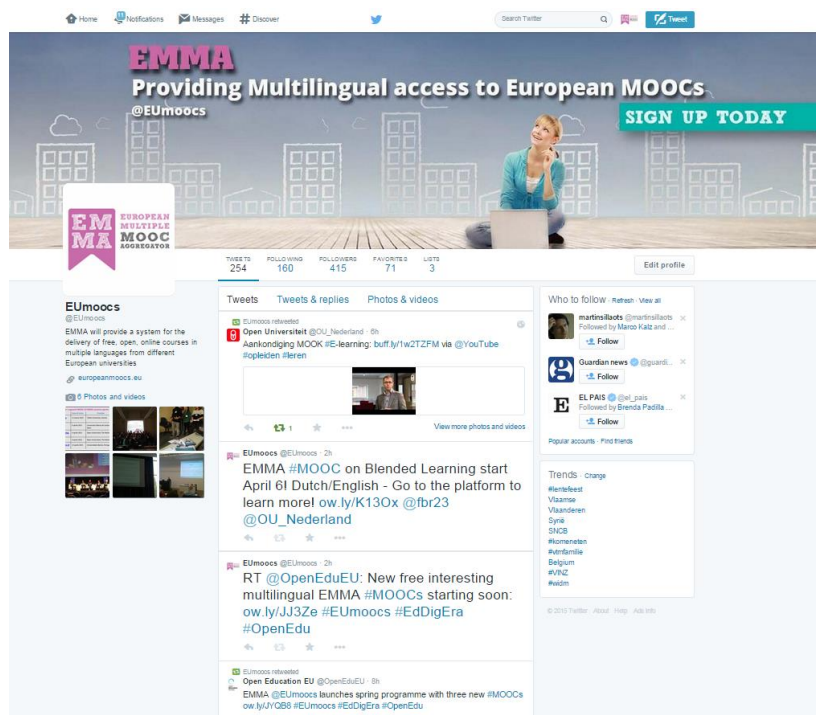 Home Notifications Messages Discover Search Twitter Tweet
EMMA
Providing Multilingual access to European MOOCs
@EUmoocs
SIGN UP TODAY
EM
MA
EUROPEAN
MULTIPLE
MOOC
AGGREGATOR
TWEETS FOLLOWING FOLLOWERS FAVORITES LISTS
254 160 415 71 3
Edit profile
EUmoocs
@EUmoocs
EMMA will provide a system for the
delivery of free, open, online courses in
multiple languages from different
European universities
europeanmoocs.eu
6 Photos and videos
Tweets Tweets & replies Photos & videos
EUmoocs retweeted
Open Universiteit @OU_Nederland · 6h
Aankondiging MOOK #E-learning: buff.ly/1w2TZFM via @YouTube
#opleiden #leren
1
View more photos and videos
EUmoocs @EUmoocs · 2h
EMMA #MOOC on Blended Learning start
April 6! Dutch/English - Go to the platform to
learn more! ow.ly/K13Ox @fbr23
@OU_Nederland
EUmoocs @EUmoocs · 2h
RT @OpenEduEU: New free interesting
multilingual EMMA #MOOCs starting soon:
ow.ly/JJ3Ze #EUmoocs #EdDigEra
#OpenEdu
EUmoocs retweeted
Open Education EU @OpenEduEU · 8h
EMMA @EUmoocs launches spring programme with three new #MOOCs
ow.ly/JYQB8 #EUmoocs #EdDigEra #OpenEdu
Who to follow · Refresh · View all
martinsillaots @martinsillaots
Followed by Marco Kalz and ...
Follow
Guardian news @guardi...
Follow
EL PAIS @el_pais
Followed by Brenda Padilla ...
Follow
Popular accounts · Find friends
Trends · Change
#lentefeest
Vlaamse
Vlaanderen
Syrië
SNCB
#komeneten
#vtmfamilie
Belgium
#VINZ
#widm
© 2015 Twitter About Help Ads info